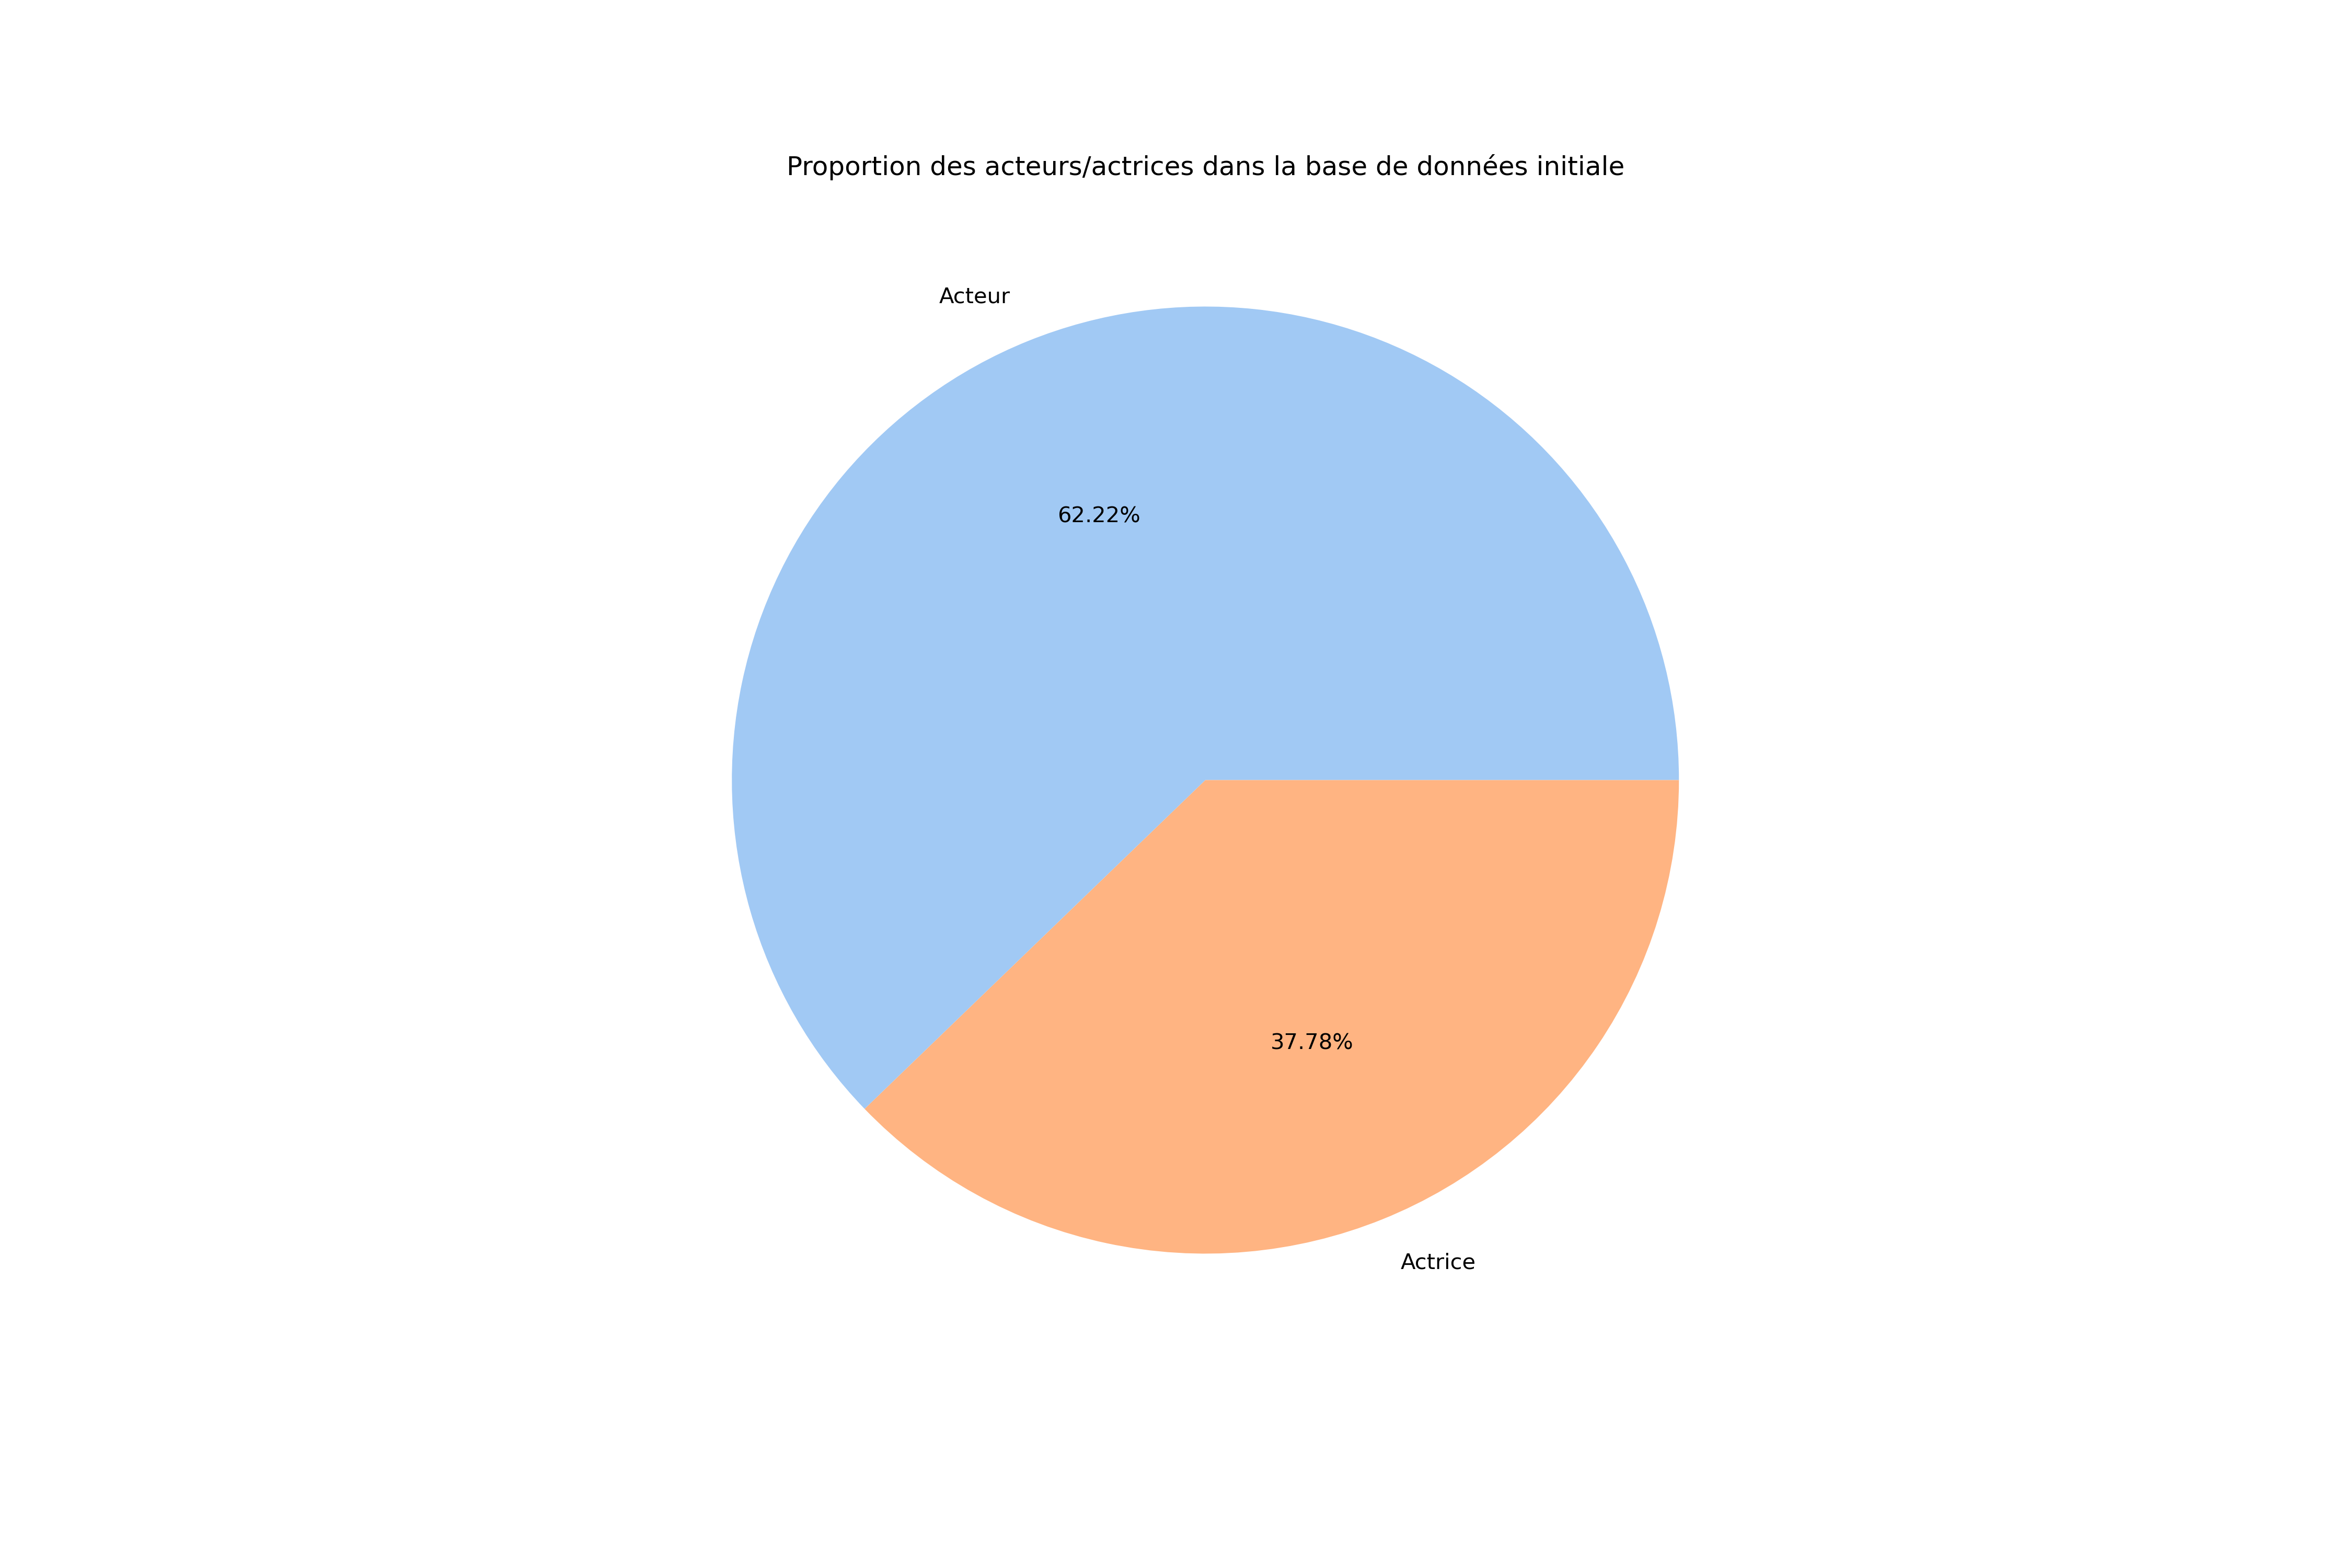 Proportion des acteurs/actrices dans la base de données initiale
Acteur
62.22%
37.78%
Actrice